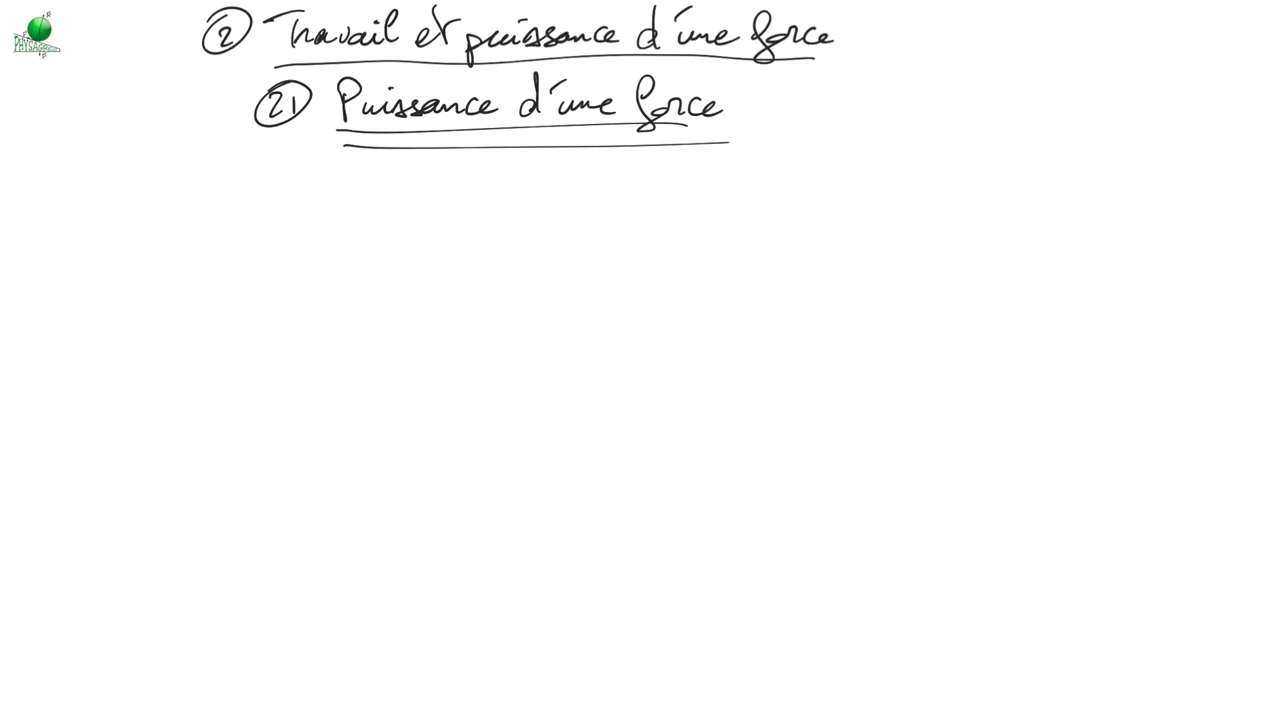 ② Travail et puissance d'une force
㉑ Puissance d'une force